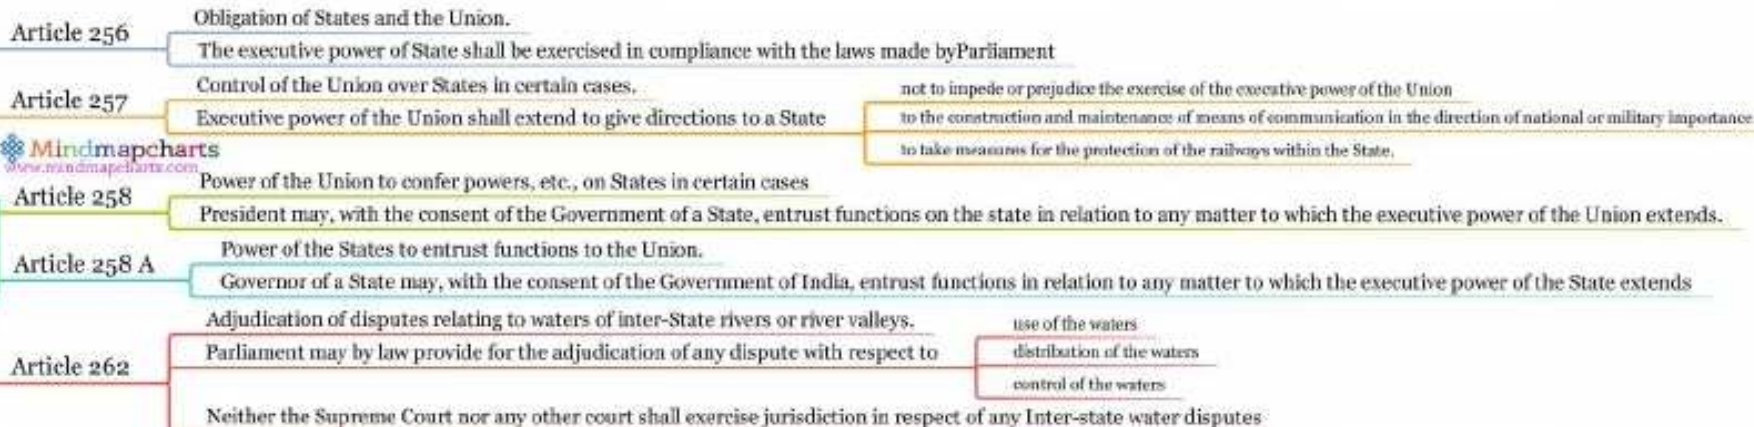 Article 256
Obligation of States and the Union.
The executive power of State shall be exercised in compliance with the laws made byParliament
Article 257
Control of the Union over States in certain cases.
Executive power of the Union shall extend to give directions to a State
not to impede or prejudice the exercise of the executive power of the Union
to the construction and maintenance of means of communication in the direction of national or military importance
to take measures for the protection of the railways within the State.
Mindmapcharts
www.mindmapcharts.com
Article 258
Power of the Union to confer powers, etc., on States in certain cases
President may, with the consent of the Government of a State, entrust functions on the state in relation to any matter to which the executive power of the Union extends.
Article 258 A
Power of the States to entrust functions to the Union.
Governor of a State may, with the consent of the Government of India, entrust functions in relation to any matter to which the executive power of the State extends
Article 262
Adjudication of disputes relating to waters of inter-State rivers or river valleys.
Parliament may by law provide for the adjudication of any dispute with respect to
use of the waters
distribution of the waters
control of the waters
Neither the Supreme Court nor any other court shall exercise jurisdiction in respect of any Inter-state water disputes